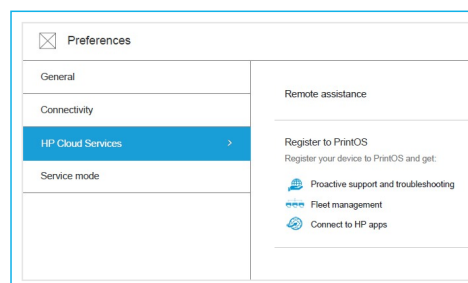 Preferences
General
Connectivity
HP Cloud Services
Service mode
Remote assistance
Register to PrintOS
Register your device to PrintOS and get:
Proactive support and troubleshooting
Fleet management
Connect to HP apps